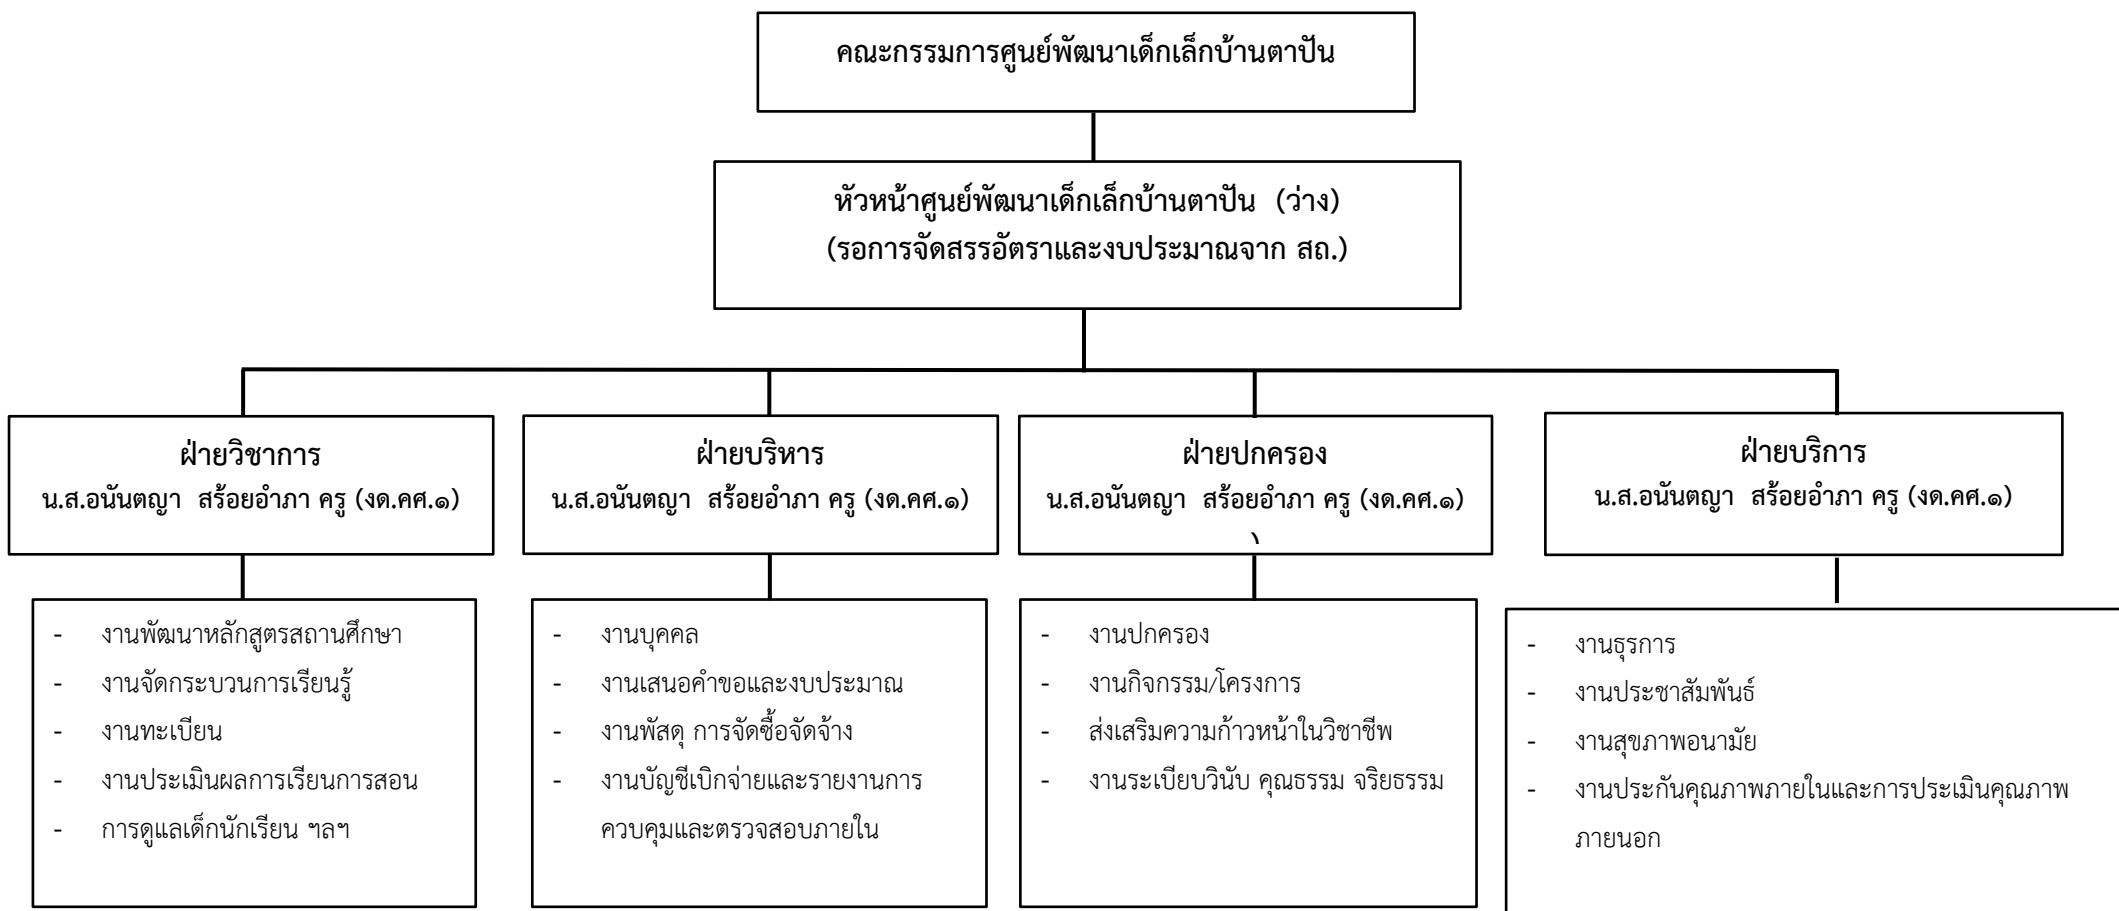 คณะกรรมการศูนย์พัฒนาเด็กเล็กบ้านตาปัน
หัวหน้าศูนย์พัฒนาเด็กเล็กบ้านตาปัน (ว่าง)
(รอการจัดสรรอัตราและงบประมาณจาก สถ.)
ฝ่ายวิชาการ
น.ส.อนันตญา สร้อยอำภา ครู (งด.คศ.๑)
ฝ่ายบริหาร
น.ส.อนันตญา สร้อยอำภา ครู (งด.คศ.๑)
ฝ่ายปกครอง
น.ส.อนันตญา สร้อยอำภา ครู (งด.คศ.๑)
)
ฝ่ายบริการ
น.ส.อนันตญา สร้อยอำภา ครู (งด.คศ.๑)
- งานพัฒนาหลักสูตรสถานศึกษา
- งานจัดกระบวนการเรียนรู้
- งานทะเบียน
- งานประเมินผลการเรียนการสอน
- การดูแลเด็กนักเรียน ฯลฯ
- งานบุคคล
- งานเสนอคำขอและงบประมาณ
- งานพัสดุ การจัดซื้อจัดจ้าง
- งานบัญชีเบิกจ่ายและรายงานการ
ควบคุมและตรวจสอบภายใน
- งานปกครอง
- งานกิจกรรม/โครงการ
- ส่งเสริมความก้าวหน้าในวิชาชีพ
- งานระเบียบวินับ คุณธรรม จริยธรรม
- งานธุรการ
- งานประชาสัมพันธ์
- งานสุขภาพอนามัย
- งานประกันคุณภาพภายในและการประเมินคุณภาพ
ภายนอก